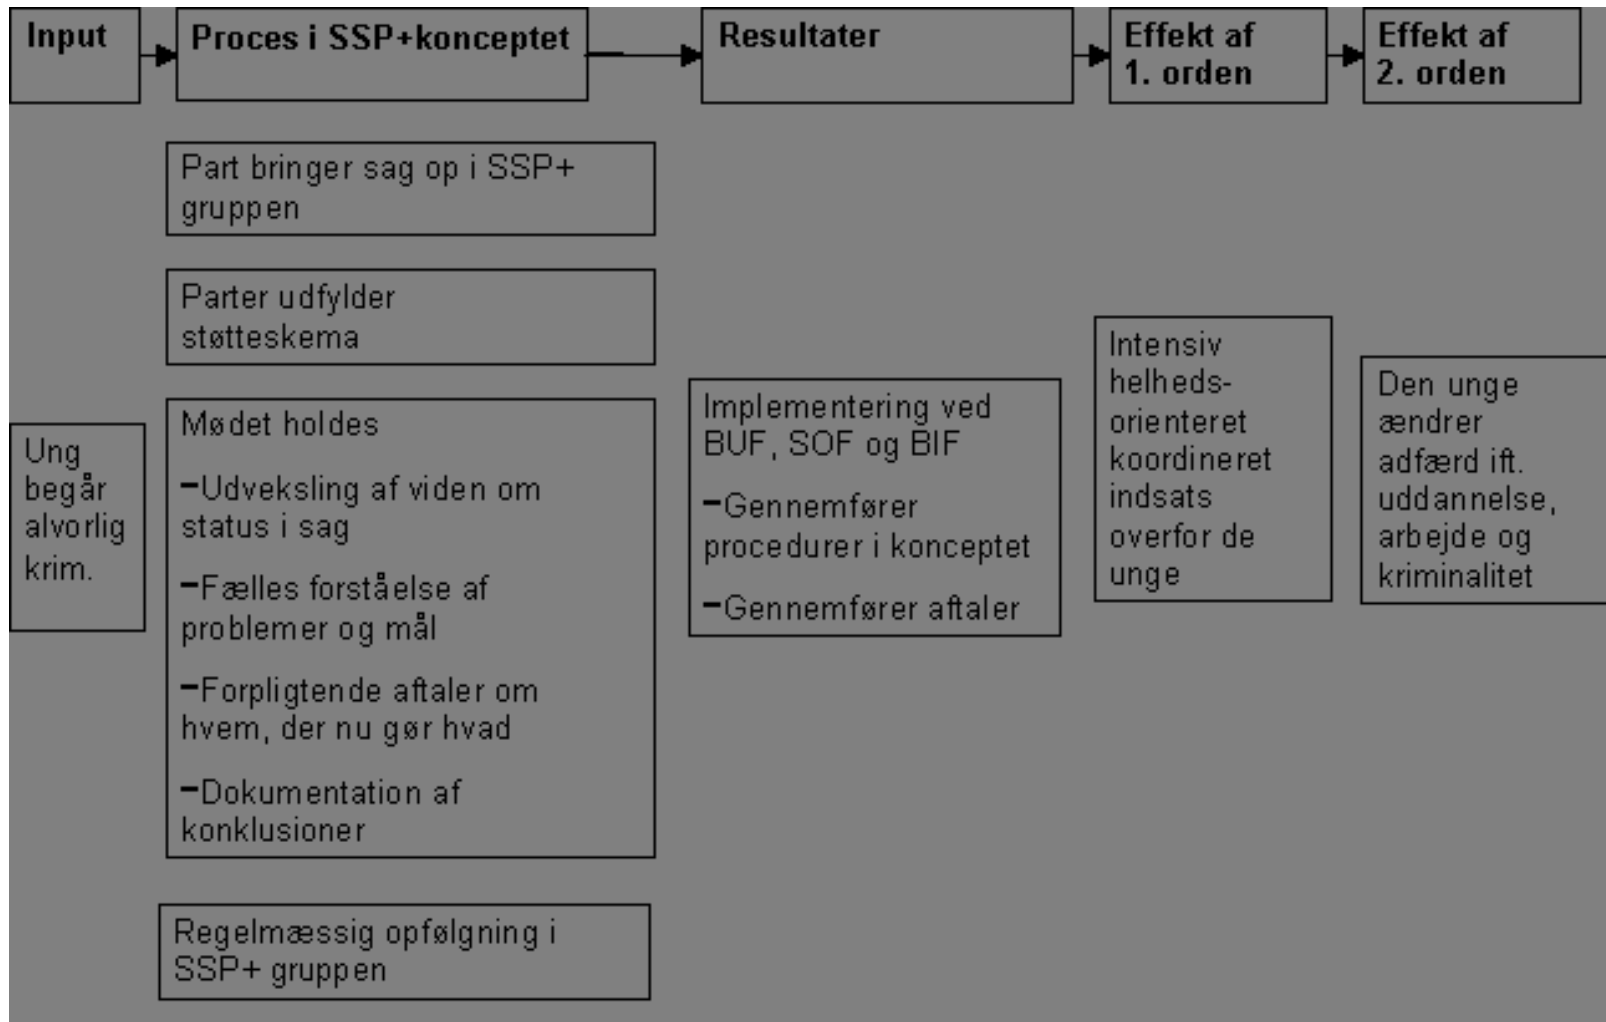 Input
Proces i SSP+konceptet
Resultater
Effekt af
1. orden
Effekt af
2. orden
Ung
begår
alvorlig
krim.
Part bringer sag op i SSP+
gruppen
Parter udfylder
støtteskema
Mødet holdes
–Udveksling af viden om
status i sag
–Fælles forståelse af
problemer og mål
–Forpligtende aftaler om
hvem, der nu gør hvad
–Dokumentation af
konklusioner
Regelmæssig opfølgning i
SSP+ gruppen
Implementering ved
BUF, SOF og BIF
–Gennemfórer
procedurer i konceptet
–Gennemfórer aftaler
Intensiv
helheds-
orienteret
koordineret
indsats
overfor de
unge
Den unge
ændrer
adfærd ift.
uddannelse,
arbejde og
kriminalitet